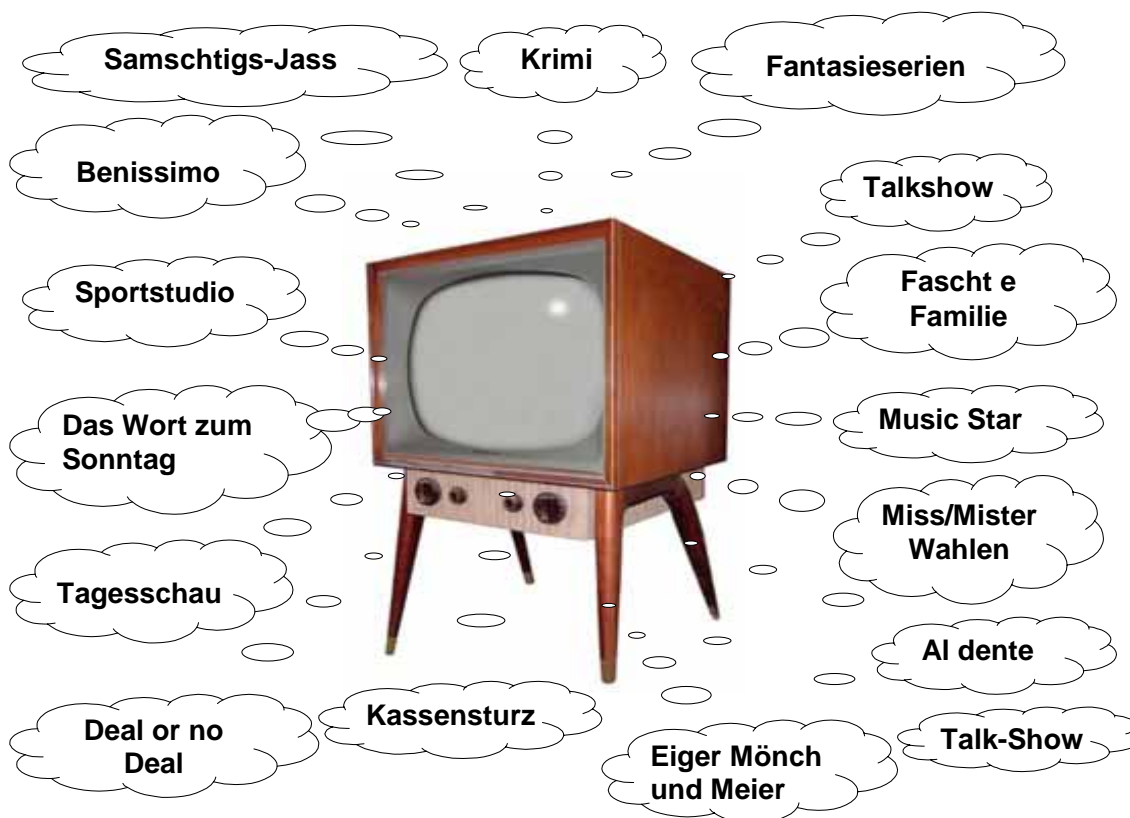 Samschtigs-Jass
Krimi
Fantasieserien
Benissimo
Talkshow
Sportstudio
Fascht e
Familie
Das Wort zum
Sonntag
Music Star
Miss/Mister
Wahlen
Tagesschau
Al dente
Deal or no
Deal
Kassensturz
Eiger Mönch
und Meier
Talk-Show